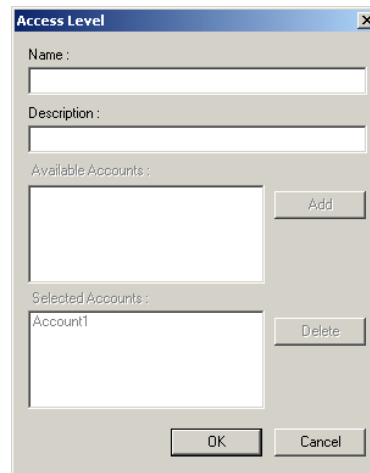 Access Level
Name :
Description :
Available Accounts :
Add
Selected Accounts :
Account1
Delete
OK
Cancel